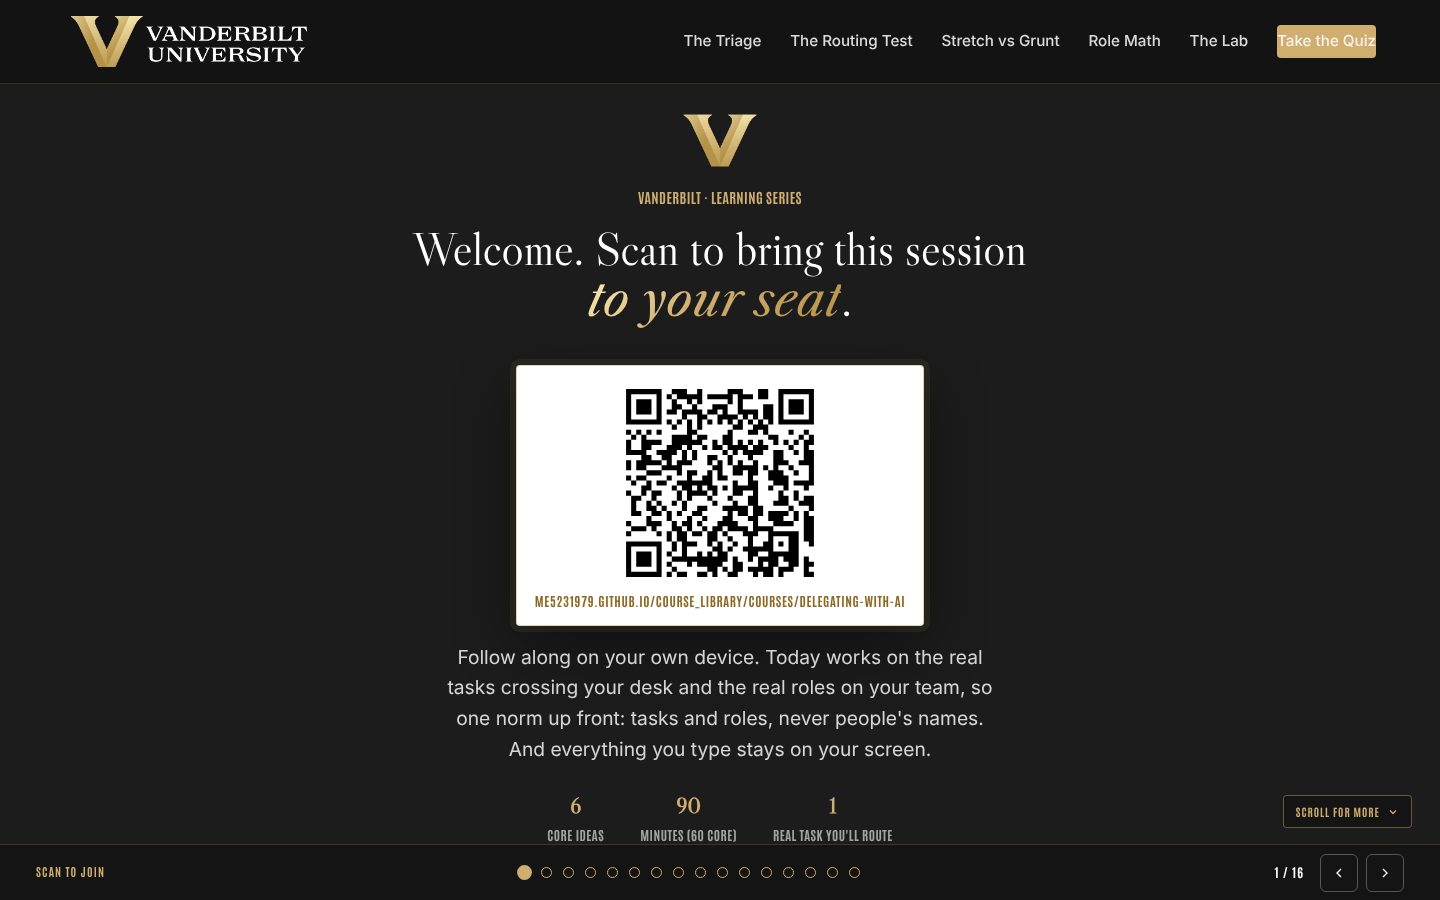 VANDERBILT
UNIVERSITY
The Triage
The Routing Test
Stretch vs Grunt
Role Math
The Lab
Take the Quiz
VANDERBILT · LEARNING SERIES
Welcome. Scan to bring this session
to your seat.
ME5231979.GITHUB.IO/COURSE_LIBRARY/COURSES/DELEGATING-WITH-AI
Follow along on your own device. Today works on the real
tasks crossing your desk and the real roles on your team, so
one norm up front: tasks and roles, never people's names.
And everything you type stays on your screen.
6
CORE IDEAS
90
MINUTES (60 CORE)
1
REAL TASK YOU'LL ROUTE
SCROLL FOR MORE
SCAN TO JOIN
1 / 16